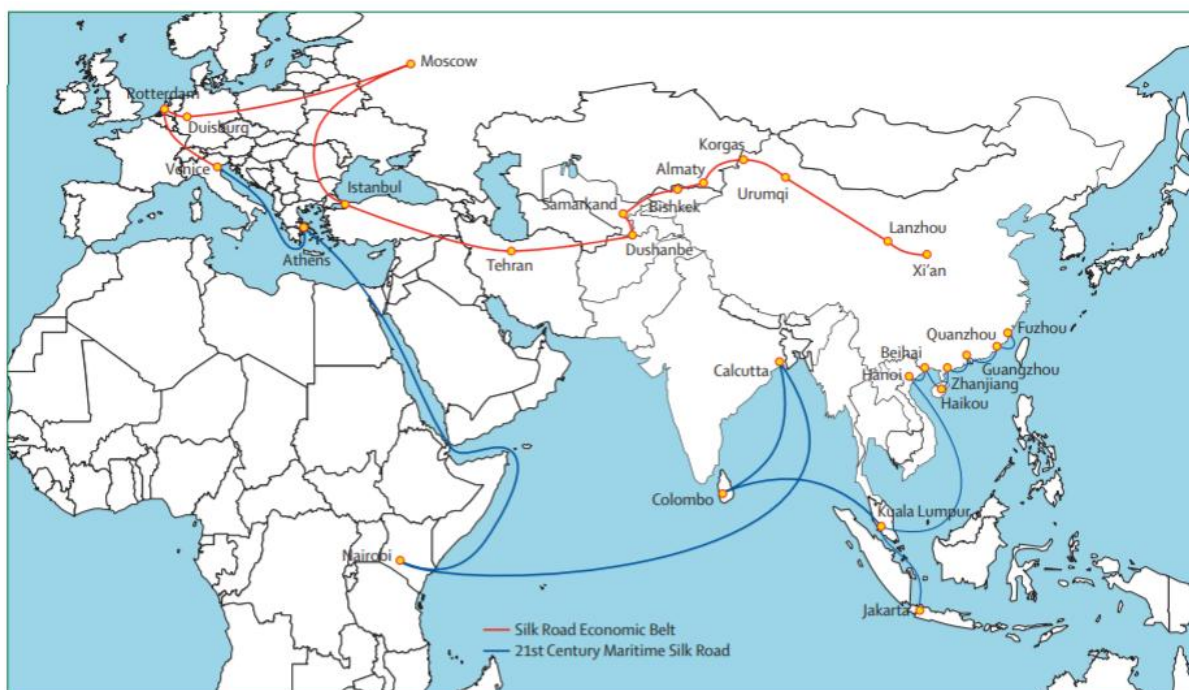 Moscow
Rotterdam
Duisburg
Venice
Istanbul
Athens
Tehran
Samarkand
Dushanbe
Bishkek
Almaty
Korgas
Urumqi
Lanzhou
Xi'an
Fuzhou
Quanzhou
Guangzhou
Beihai
Hanoi
Zhanjiang
Haikou
Calcutta
Colombo
Kuala Lumpur
Nairobi
Jakarta
Silk Road Economic Belt
21st Century Maritime Silk Road